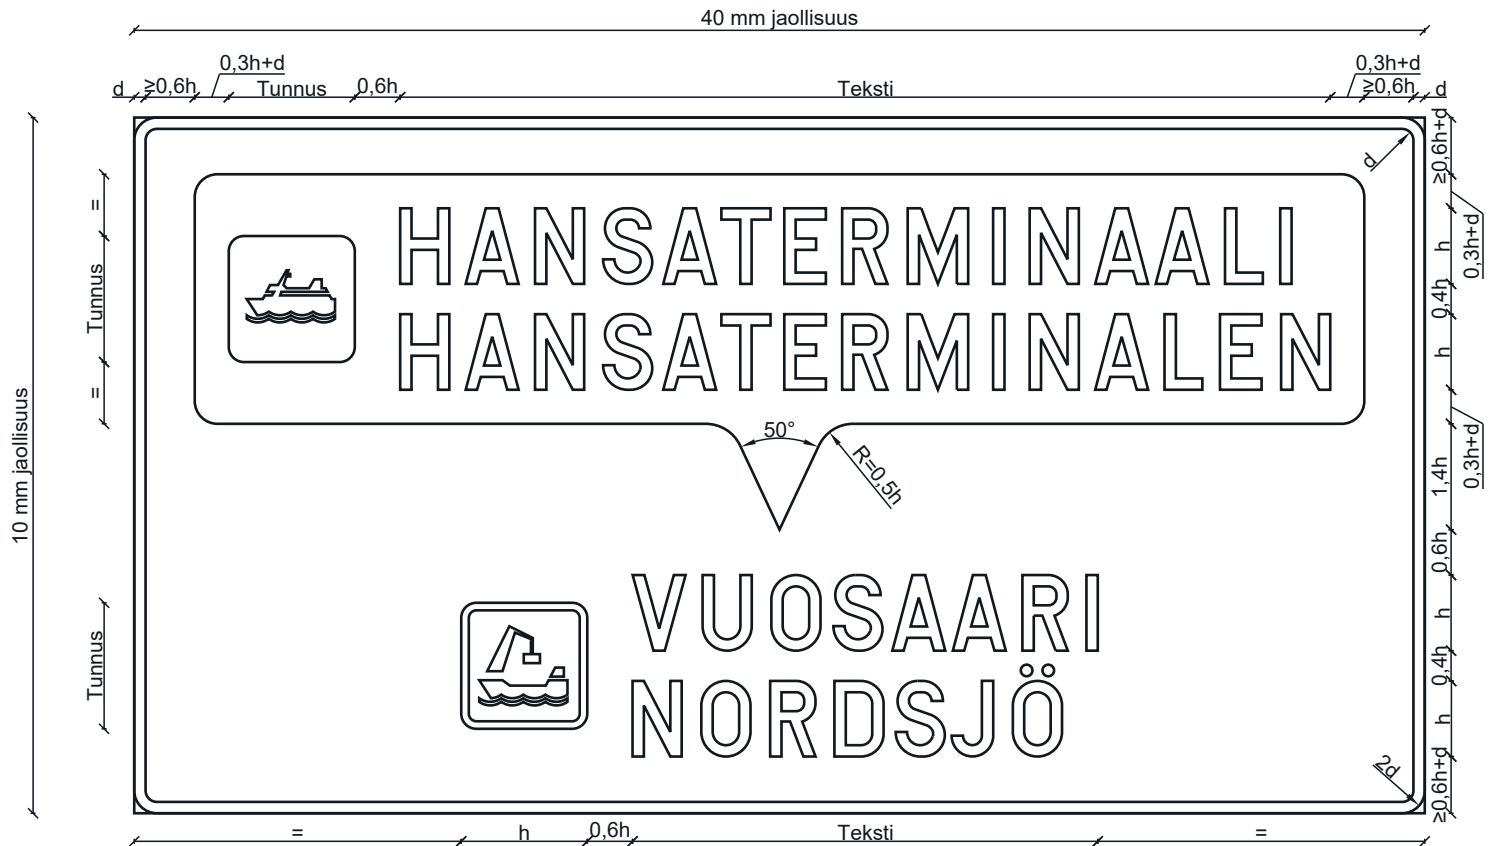 40 mm jaollisuus
0,3h+d
0,3h+d
d
≥0,6h
Tunnus
0,6h
Teksti
≥0,6h
d
≥0,6h+d
d
=
HANSATERMINAALI
h
0,3h+d
Tunnus
0,4h
HANSATERMINALEN
h
=
10 mm jaollisuus
50°
R=0,5h
1,4h
0,3h+d
0,6h
VUOSAARI
h
Tunnus
0,4h
NORDSJÖ
h
2d
≥0,6h+d
=
h
0,6h
Teksti
=